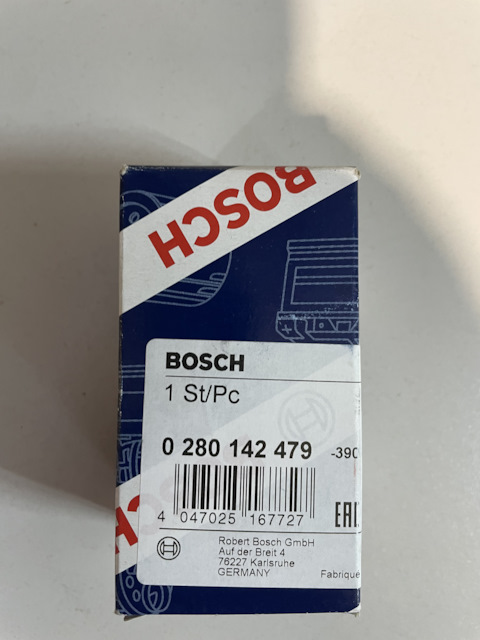 BOSCH
BOSCH
1 St/Pc
0 280 142 479 -390
4 047025 167727
EAC
Robert Bosch GmbH
Auf der Breit 4
76227 Karlsruhe
GERMANY
Fabrique